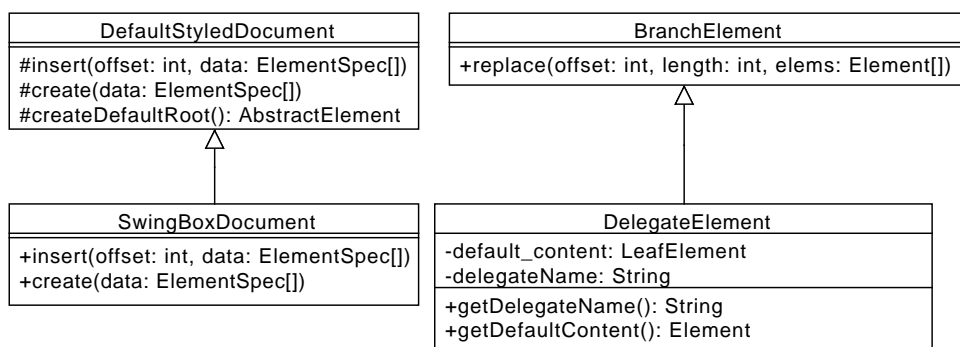 DefaultStyledDocument
#insert(offset: int, data: ElementSpec[])
#create(data: ElementSpec[])
#createDefaultRoot(): AbstractElement
BranchElement
+replace(offset: int, length: int, elems: Element[])
SwingBoxDocument
+insert(offset: int, data: ElementSpec[])
+create(data: ElementSpec[])
DelegateElement
-default_content: LeafElement
-delegateName: String
+getDelegateName(): String
+getDefaultContent(): Element